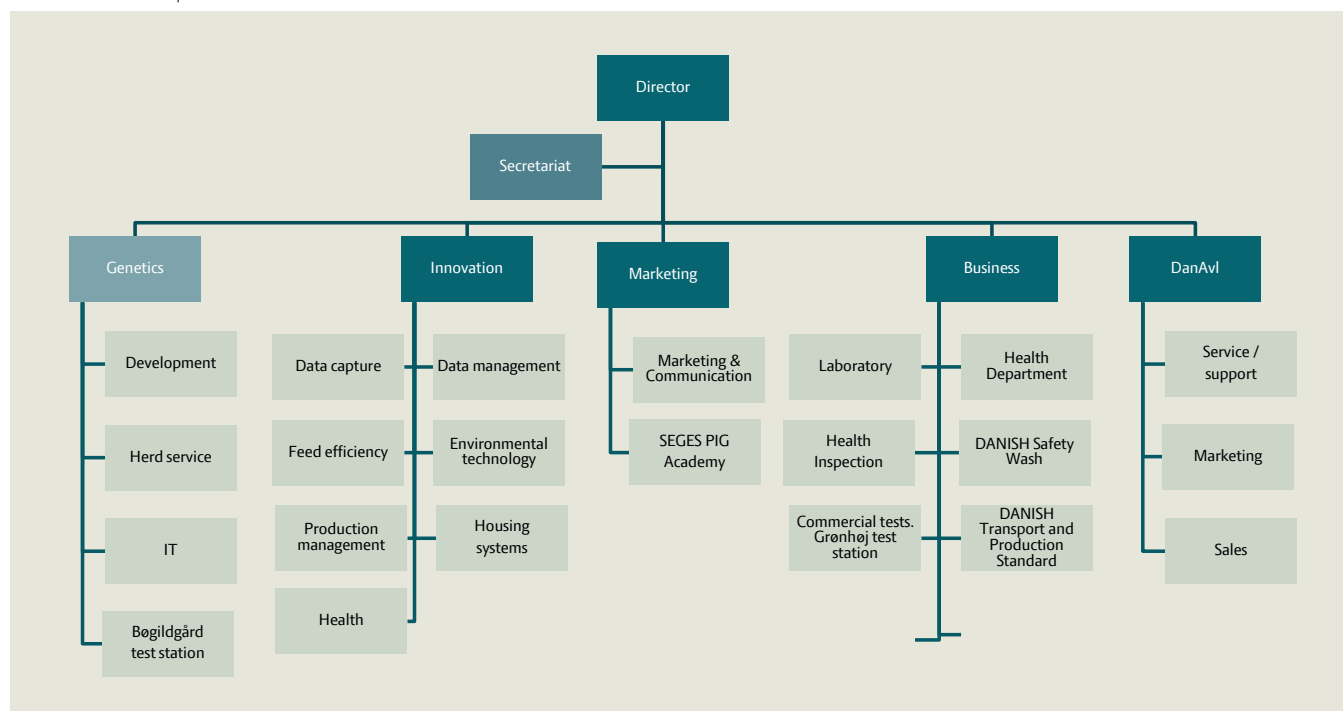 Director
Secretariat
Genetics
Innovation
Marketing
Business
DanAvl
Development
Herd service
IT
Bøgildgård
test station
Data capture
Data management
Feed efficiency
Environmental
technology
Production
management
Housing
systems
Health
Marketing &
Communication
SEGES PIG
Academy
Laboratory
Health
Department
Health
Inspection
DANISH Safety
Wash
Commercial tests.
Grønhøj test
station
DANISH
Transport and
Production
Standard
Service /
support
Marketing
Sales